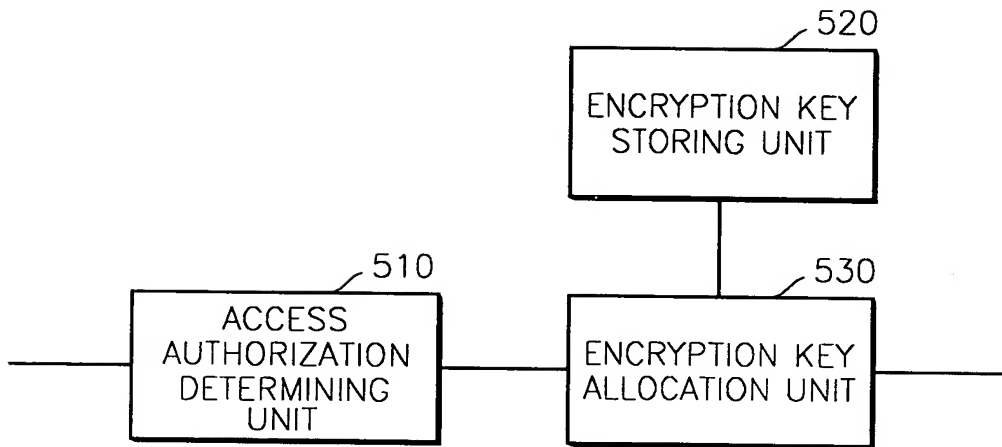 520
ENCRYPTION KEY
STORING UNIT
510
ACCESS
AUTHORIZATION
DETERMINING
UNIT
530
ENCRYPTION KEY
ALLOCATION UNIT